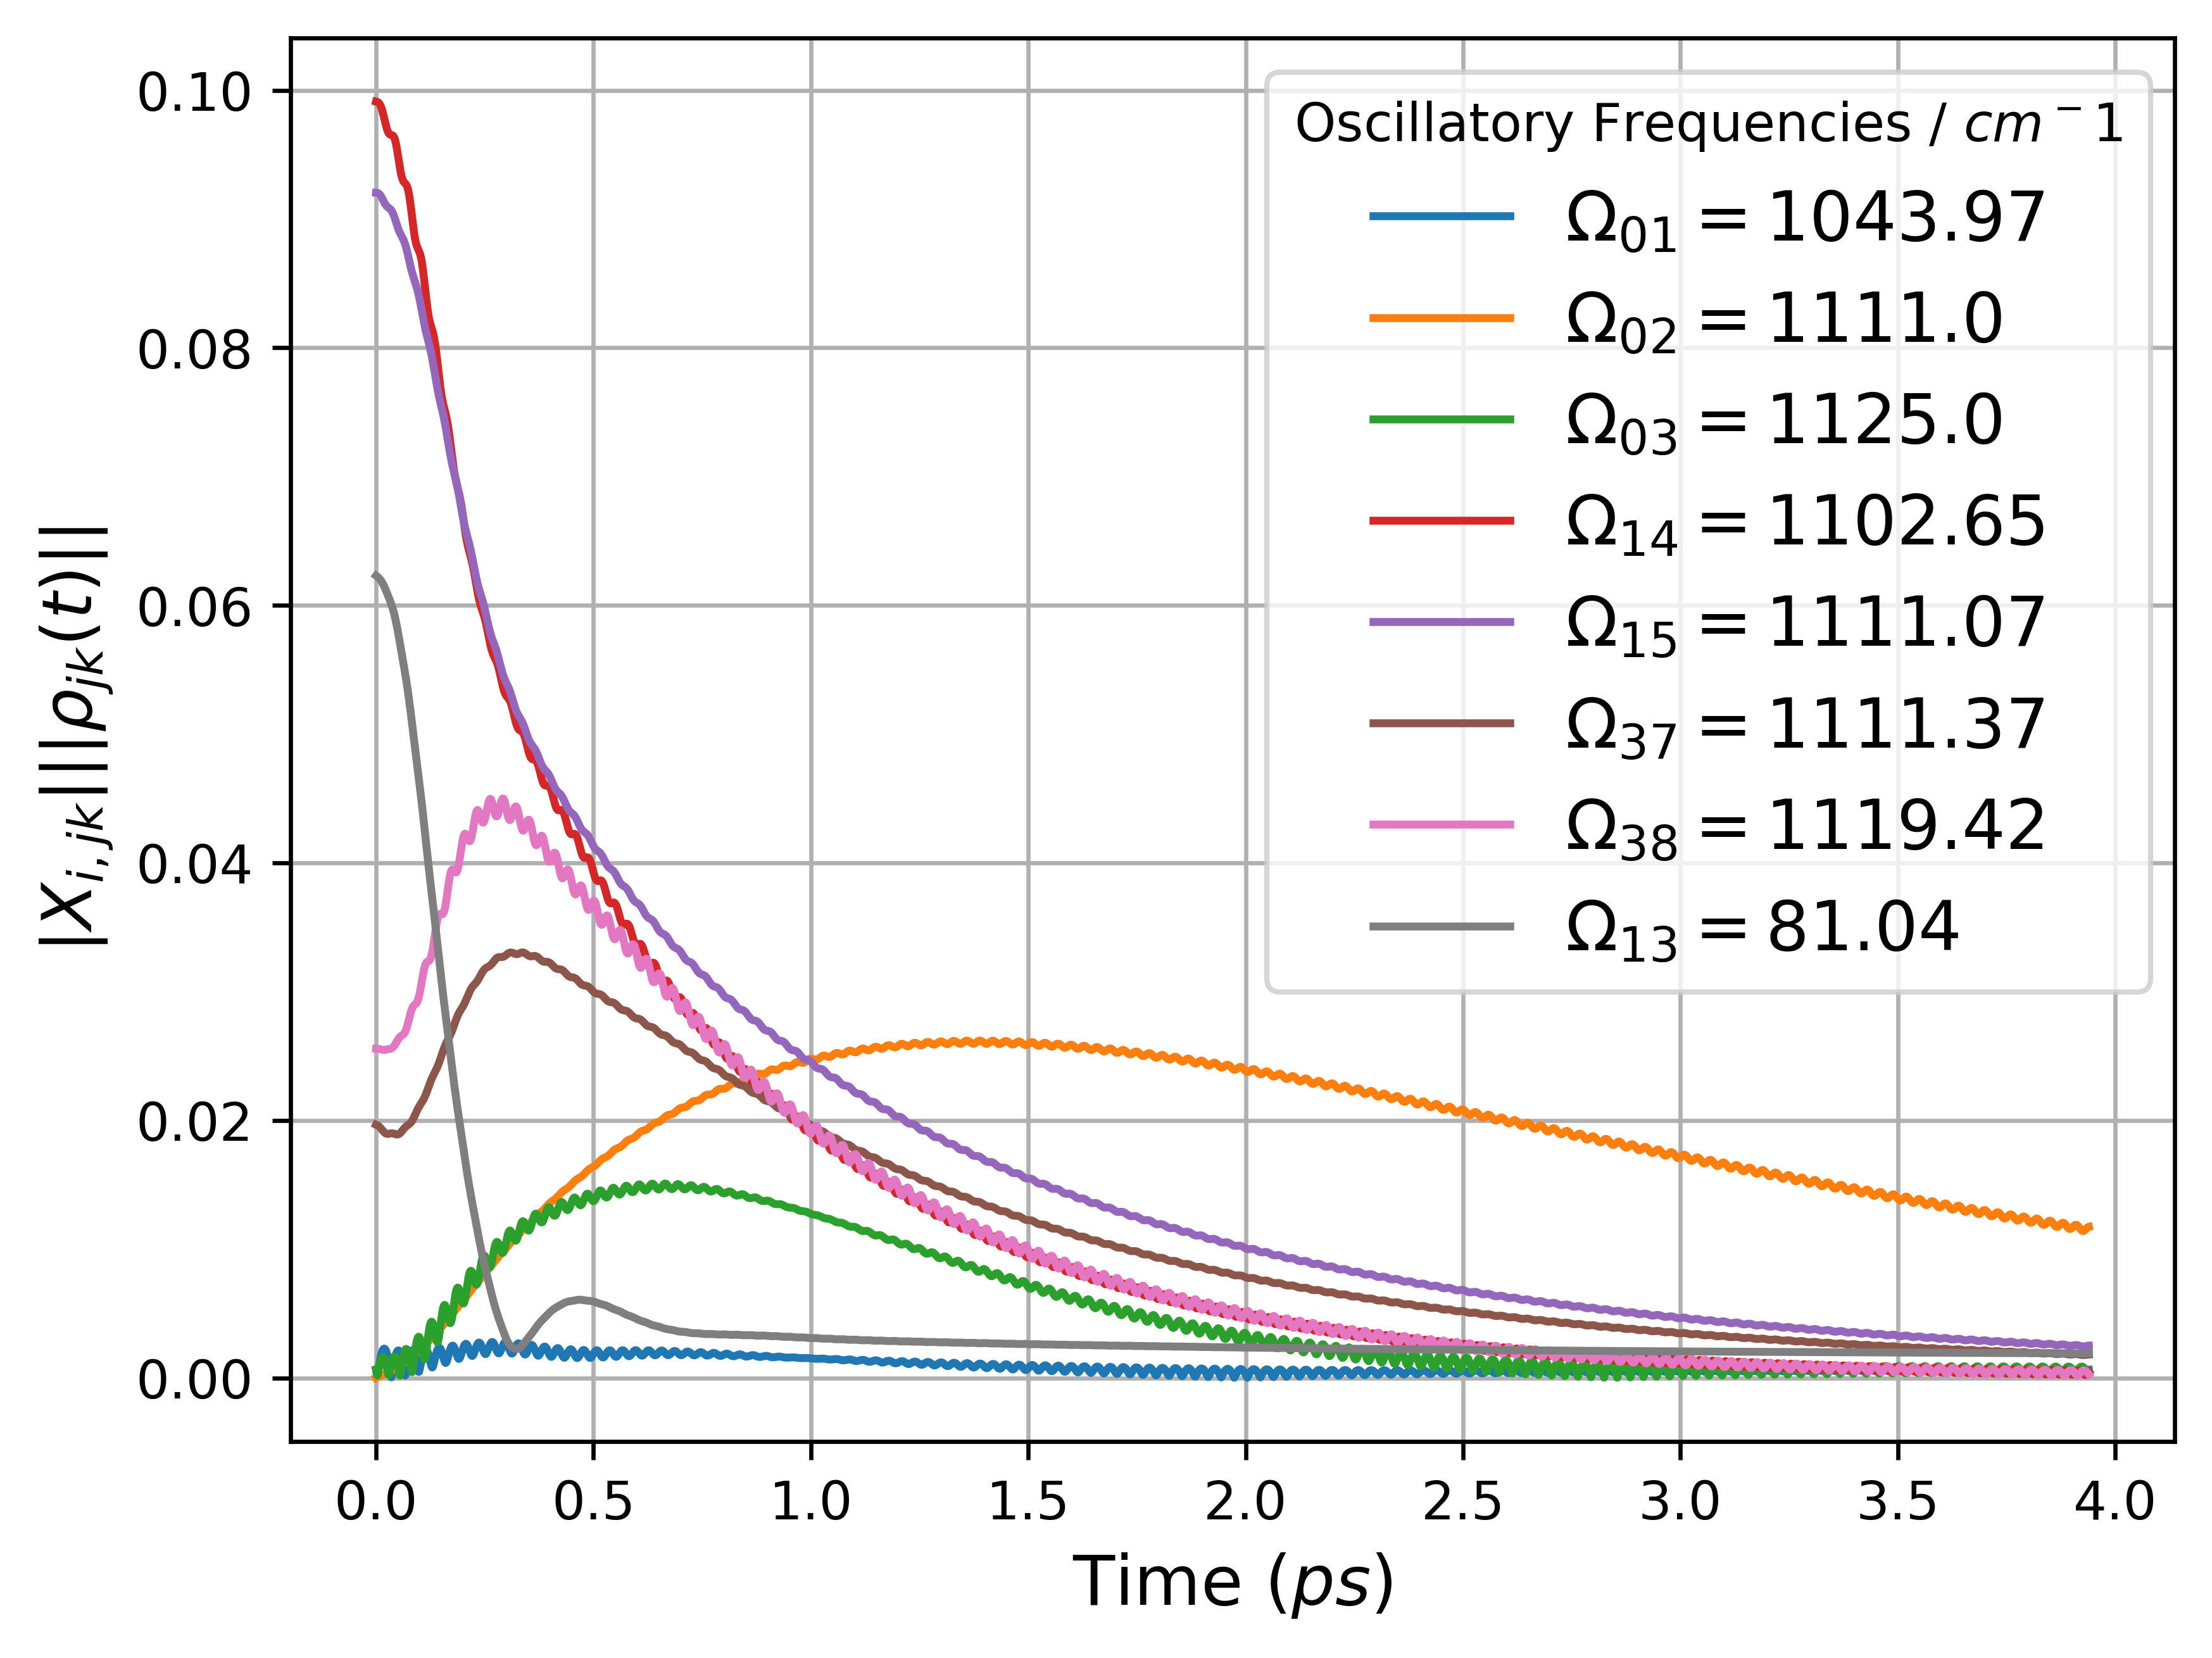 0.10
0.08
0.06
0.04
0.02
0.00
|X_{i,jk}||||ρ_{jk}(t)||
Oscillatory Frequencies / cm⁻1
Ω₀₁ = 1043.97
Ω₀₂ = 1111.0
Ω₀₃ = 1125.0
Ω₁₄ = 1102.65
Ω₁₅ = 1111.07
Ω₃₇ = 1111.37
Ω₃₈ = 1119.42
Ω₁₃ = 81.04
0.0 0.5 1.0 1.5 2.0 2.5 3.0 3.5 4.0
Time (ps)